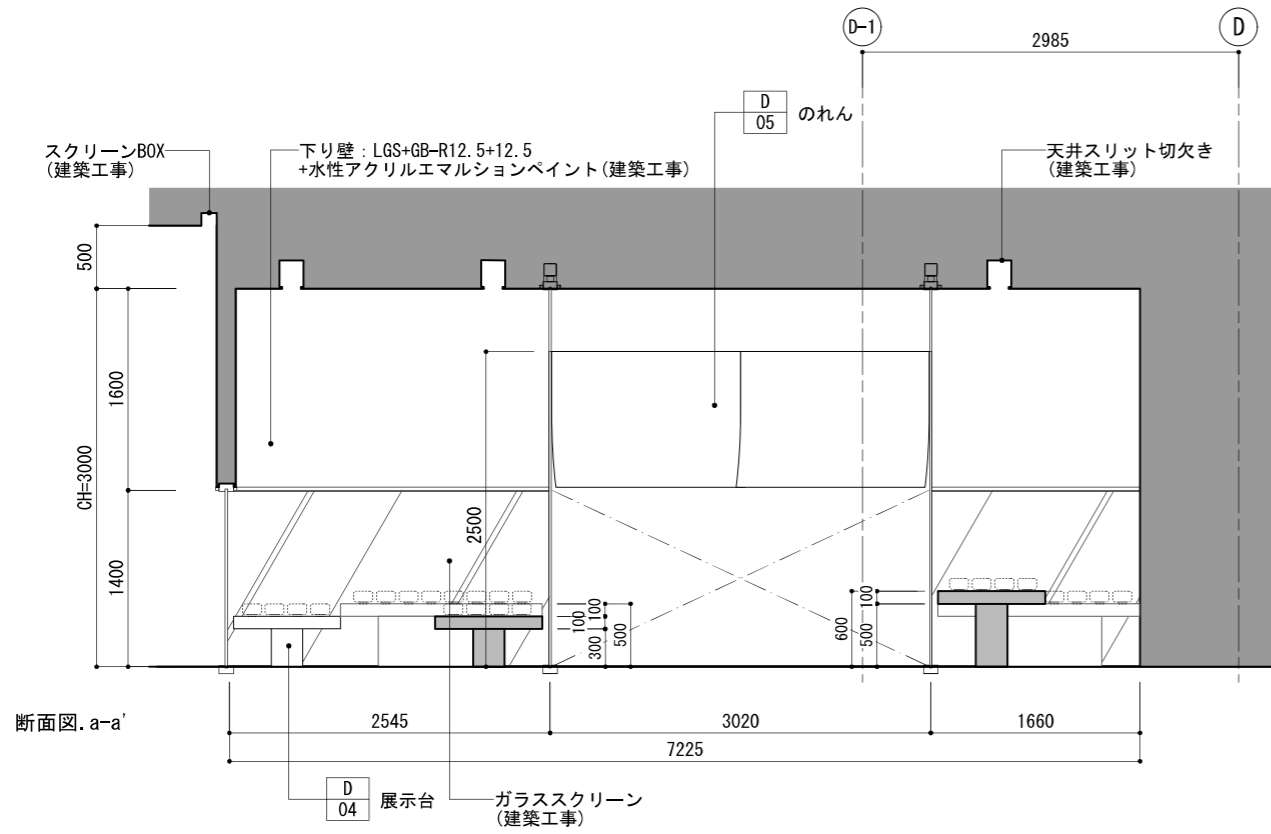 D-1
D
2985
D
05
のれん
スクリーンBOX
(建築工事)
下り壁：LGS+GB-R12.5+12.5
+水性アクリルエマルションペイント(建築工事)
天井スリット切欠き
(建築工事)
500
1600
CH=3000
1400
2500
100
100
300
500
600
100
500
断面図.a-a'
2545
3020
1660
7225
D
04
展示台
ガラススクリーン
(建築工事)